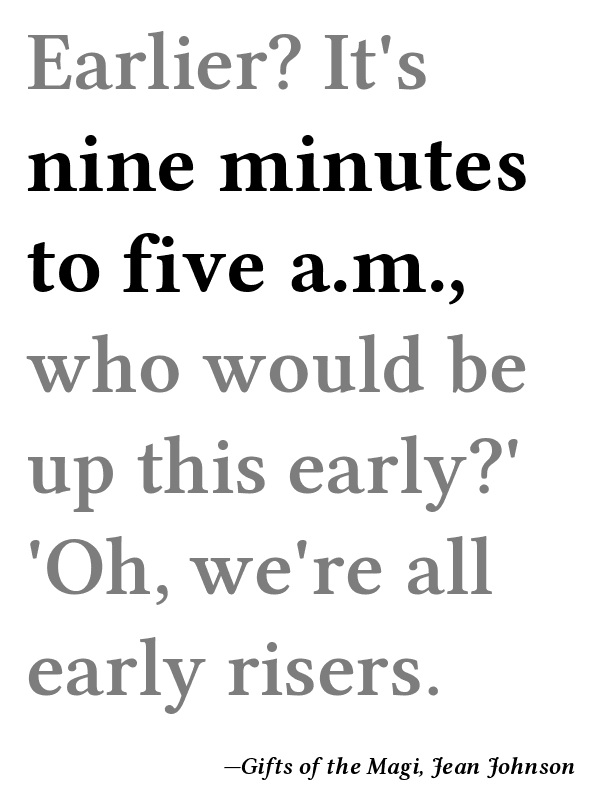 Earlier? It's
nine minutes
to five a.m.,
who would be
up this early?'
'Oh, we're all
early risers.
—Gifts of the Magi, Jean Johnson